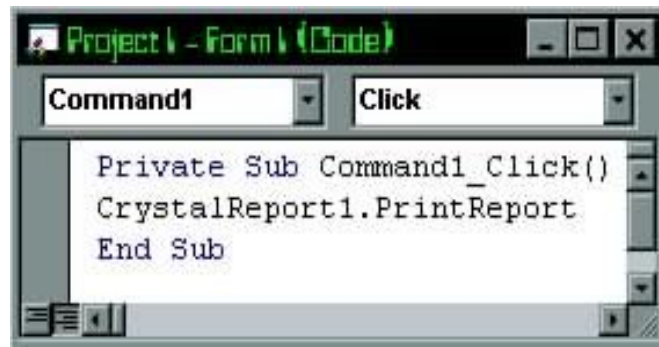 Project1 - Form1 (Code)
Command1 Click
Private Sub Command1_Click()
CrystalReport1.PrintReport
End Sub